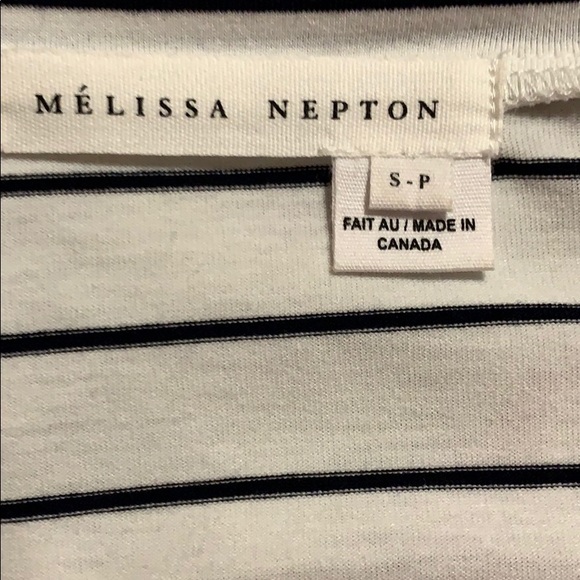 MÉLISSA NEPTON
S-P
FAIT AU / MADE IN
CANADA